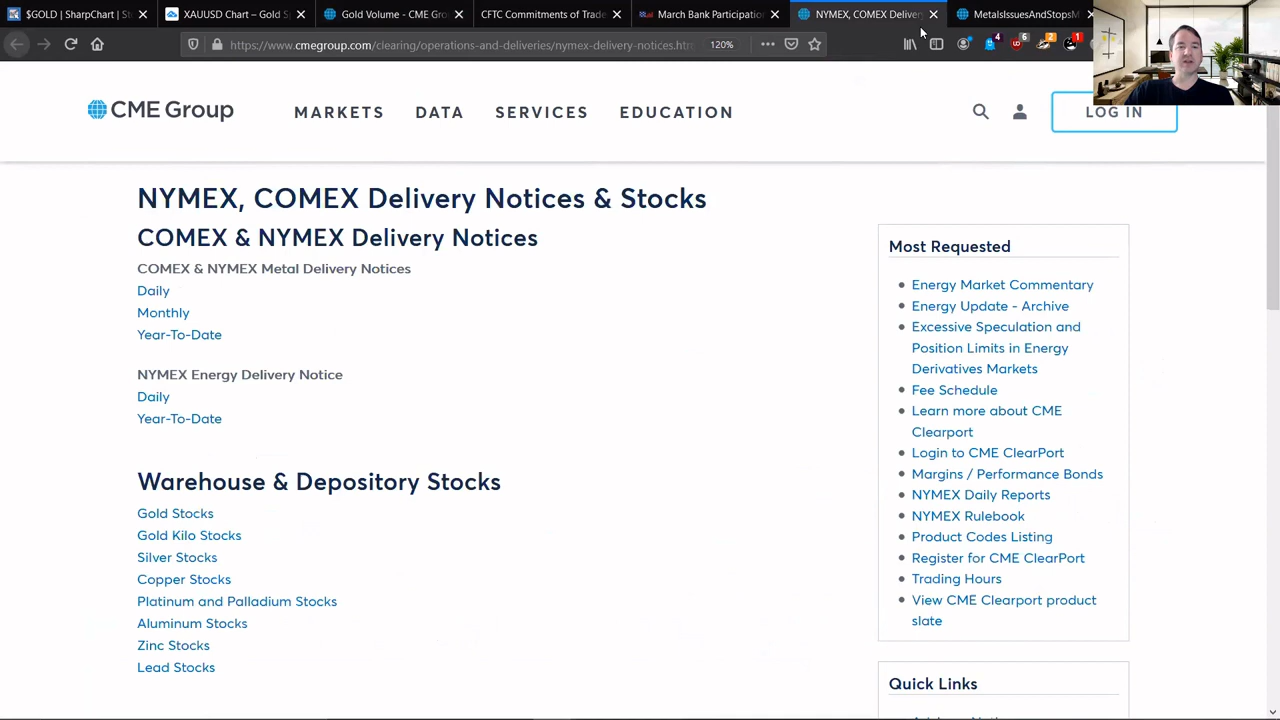 $GOLD | SharpChart | St
XAUUSD Chart — Gold S
Gold Volume - CME Gro
CFTC Commitments of Trade
March Bank Participation
NYMEX, COMEX Deliver
MetalsIssuesAndStopsM
https://www.cmegroup.com/clearing/operations-and-deliveries/nymex-delivery-notices.htm
120%
4
6
2
1
CME Group
MARKETS
DATA
SERVICES
EDUCATION
LOG IN
NYMEX, COMEX Delivery Notices & Stocks
COMEX & NYMEX Delivery Notices
COMEX & NYMEX Metal Delivery Notices
Daily
Monthly
Year-To-Date
NYMEX Energy Delivery Notice
Daily
Year-To-Date
Warehouse & Depository Stocks
Gold Stocks
Gold Kilo Stocks
Silver Stocks
Copper Stocks
Platinum and Palladium Stocks
Aluminum Stocks
Zinc Stocks
Lead Stocks
Most Requested
Energy Market Commentary
Energy Update - Archive
Excessive Speculation and
Position Limits in Energy
Derivatives Markets
Fee Schedule
Learn more about CME
Clearport
Login to CME ClearPort
Margins / Performance Bonds
NYMEX Daily Reports
NYMEX Rulebook
Product Codes Listing
Register for CME ClearPort
Trading Hours
View CME Clearport product
slate
Quick Links